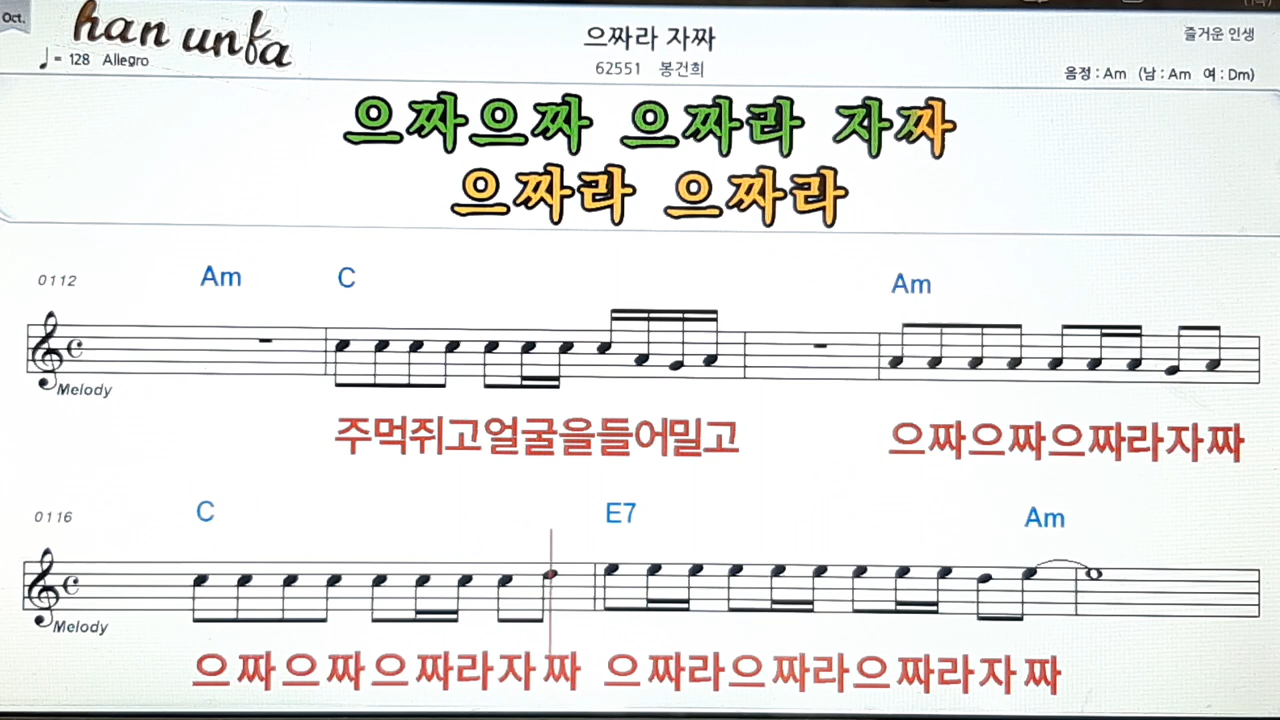 Oct.
han unfa
= 128 Allegro
으짜라 자짜
62551 봉건희
즐거운 인생
음정 : Am (남 : Am 여 : Dm)
으짜으짜 으짜라 자짜
으짜라 으짜라
0112 Am C Am
Melody
주먹쥐고얼굴을들어밀고 으짜으짜으짜라자짜
0116 C E7 Am
Melody
으짜으짜으짜라자짜 으짜라으짜라으짜라자짜